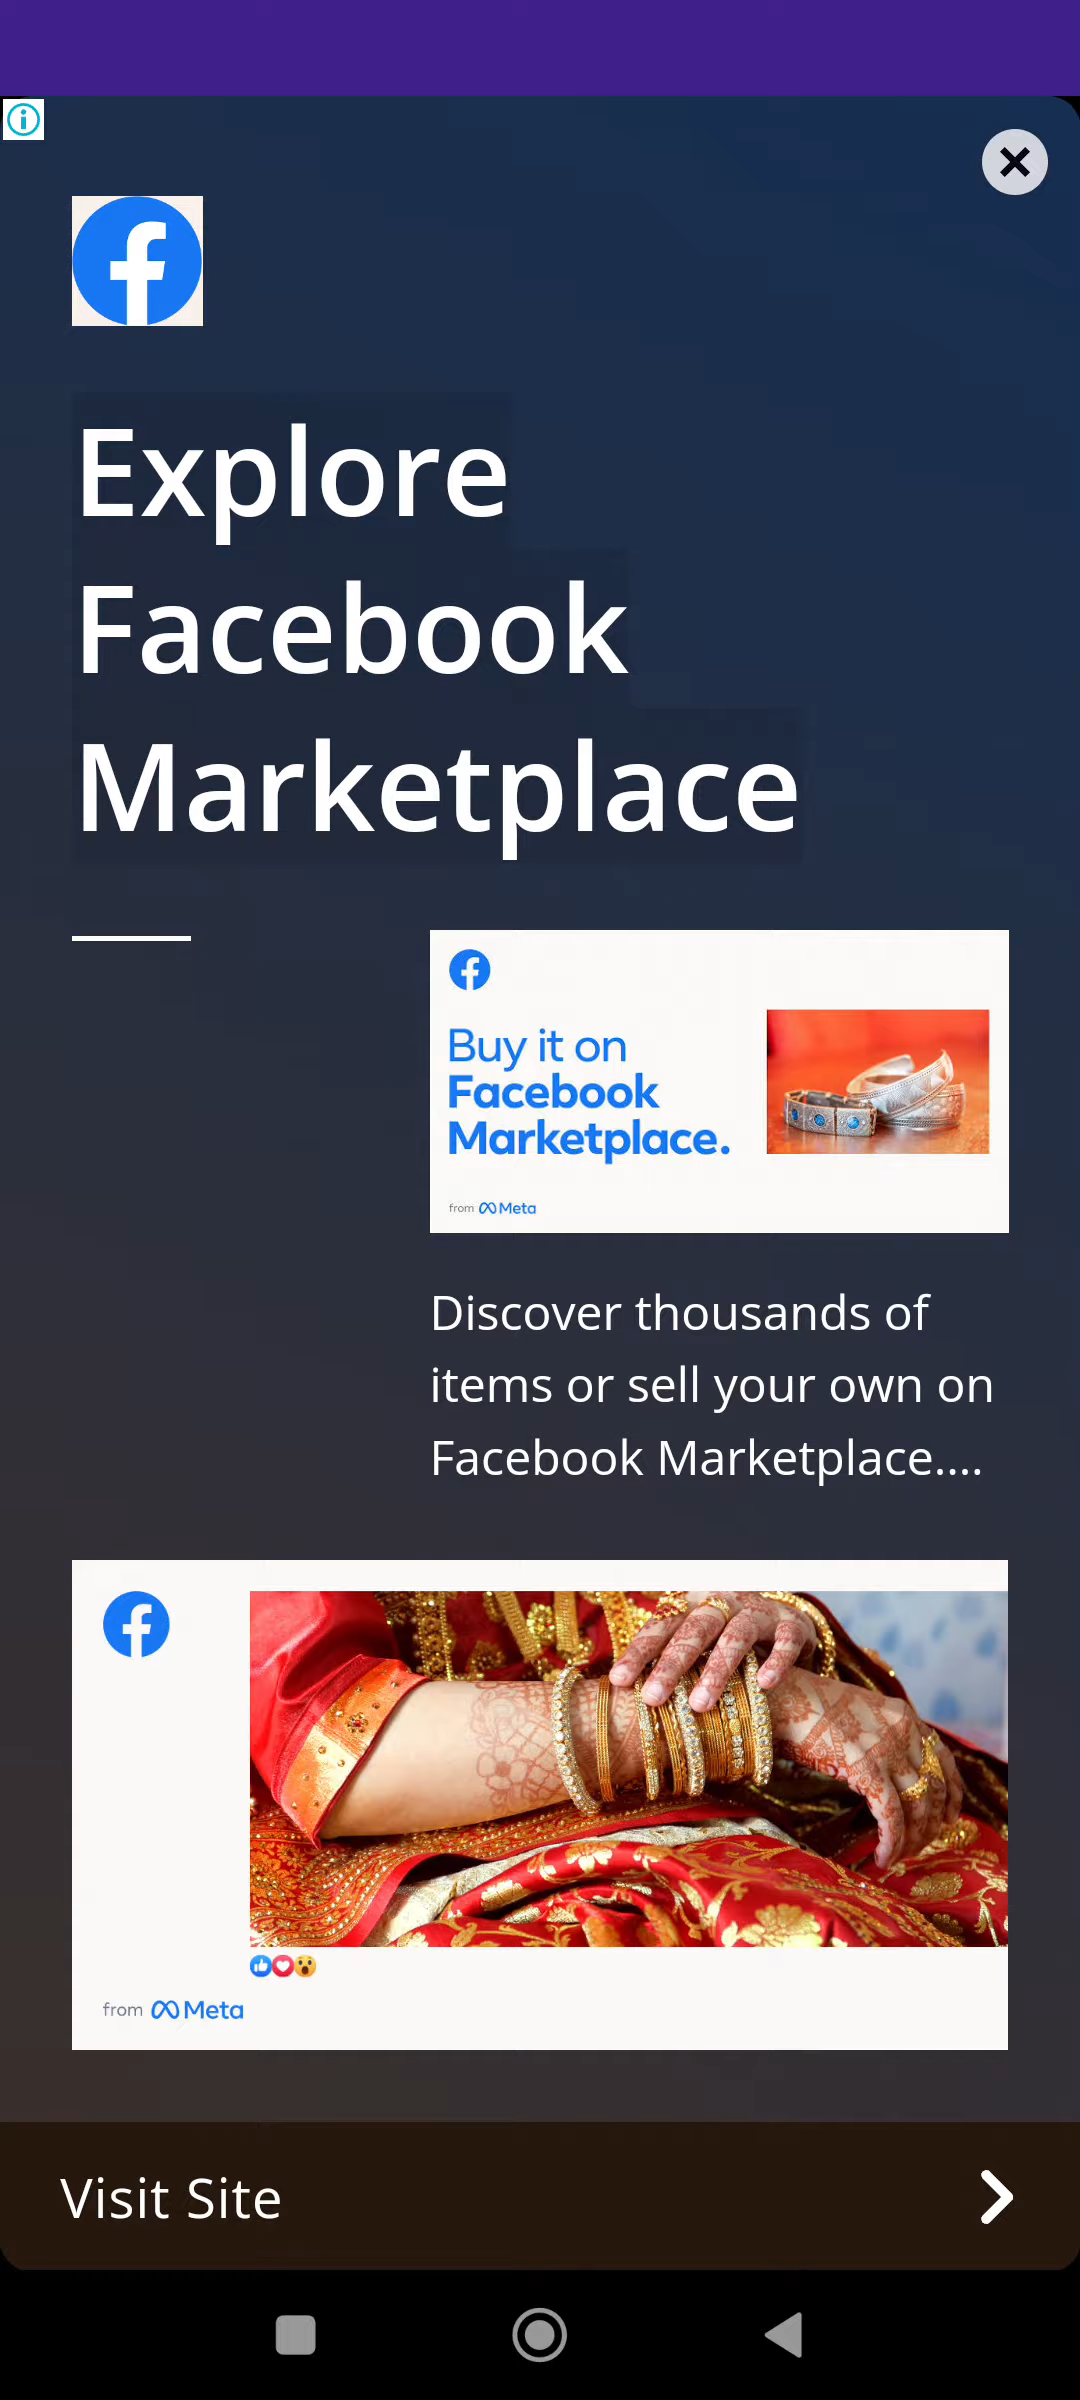 Explore
Facebook
Marketplace
Buy it on
Facebook
Marketplace.
from Meta
Discover thousands of
items or sell your own on
Facebook Marketplace....
from Meta
Visit Site